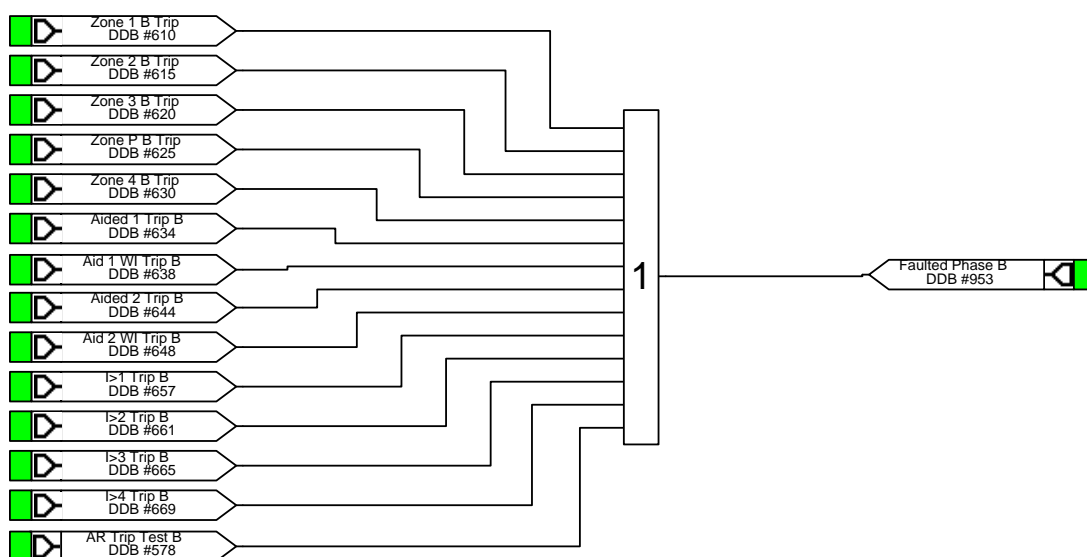 Zone 1 B Trip
DDB #610
Zone 2 B Trip
DDB #615
Zone 3 B Trip
DDB #620
Zone P B Trip
DDB #625
Zone 4 B Trip
DDB #630
Aided 1 Trip B
DDB #634
Aid 1 WI Trip B
DDB #638
Aided 2 Trip B
DDB #644
Aid 2 WI Trip B
DDB #648
I>1 Trip B
DDB #657
I>2 Trip B
DDB #661
I>3 Trip B
DDB #665
I>4 Trip B
DDB #669
AR Trip Test B
DDB #578
1
Faulted Phase B
DDB #953